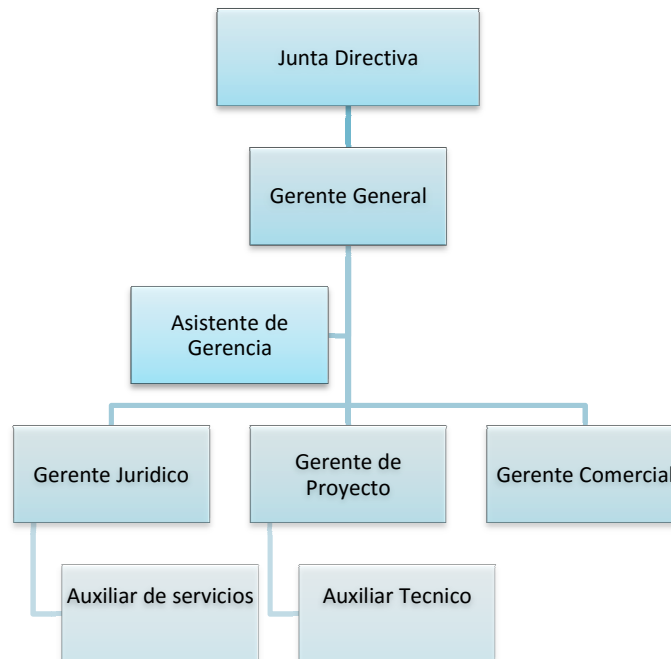 Junta Directiva
Gerente General
Asistente de
Gerencia
Gerente Juridico
Gerente de
Proyecto
Gerente Comercial
Auxiliar de servicios
Auxiliar Tecnico